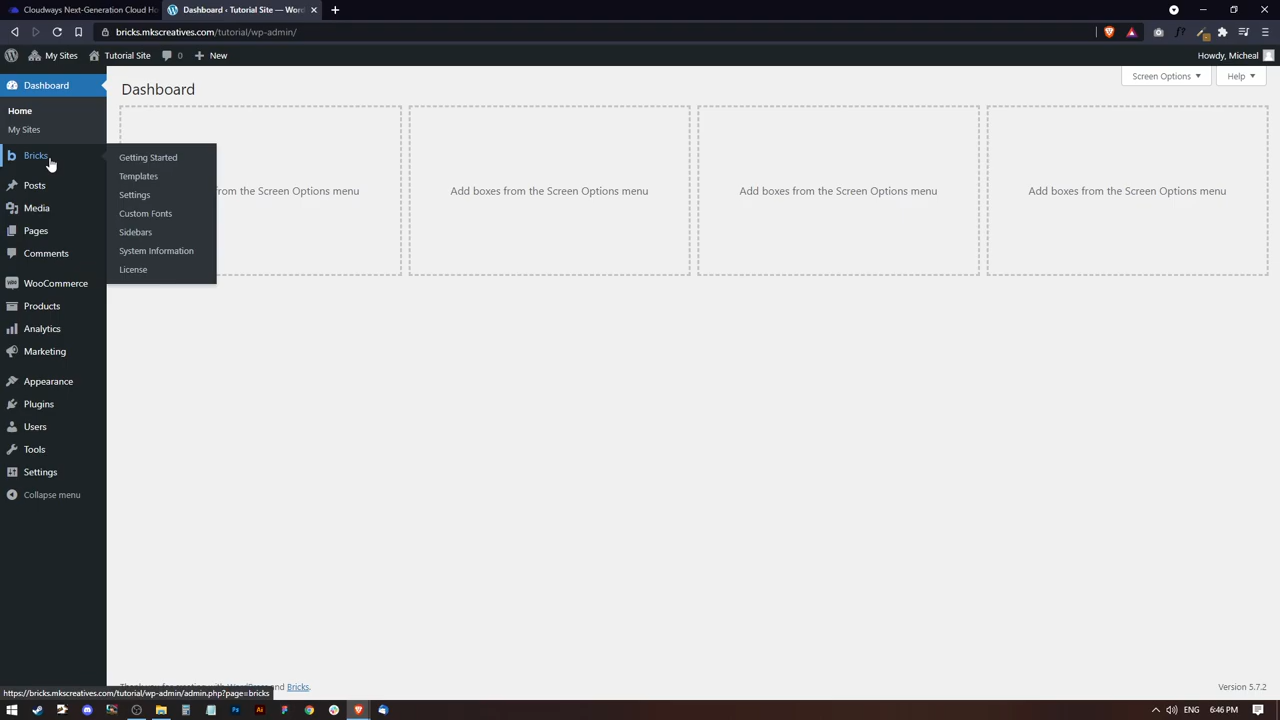 Cloudways Next-Generation Cloud Ho
Dashboard ‹ Tutorial Site — Word
bricks.mkscreatives.com/tutorial/wp-admin/
My Sites
Tutorial Site
0
New
Howdy, Micheal
Dashboard
Home
My Sites
Bricks
Posts
Media
Pages
Comments
WooCommerce
Products
Analytics
Marketing
Appearance
Plugins
Users
Tools
Settings
Collapse menu
Getting Started
Templates
Settings
Custom Fonts
Sidebars
System Information
License
Dashboard
Screen Options
Help
from the Screen Options menu
Add boxes from the Screen Options menu
Add boxes from the Screen Options menu
Add boxes from the Screen Options menu
Bricks.
Version 5.7.2
https://bricks.mkscreatives.com/tutorial/wp-admin/admin.php?page=bricks
Ps
Ai
ENG
6:46 PM